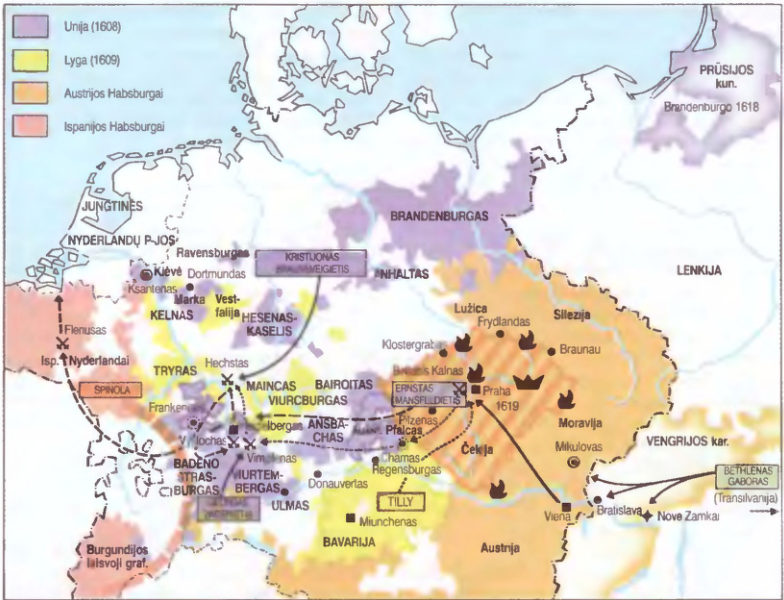 Unija (1608)
Lyga (1609)
Austrijos Habsburgai
Ispanijos Habsburgai
PRŪSIJOS
kun.
Brandenburgo 1618
JUNGTINĖS
NYDERLANDŲ P-JOS
BRANDENBURGAS
LENKIJA
Ravensburgas
KRISTIJONAS
Klėvė
Dortmundas
Ksantenas
Marka
Vest-
falija
KELNAS
HESENAS-
KASELIS
Lužica
Silezija
Frydlandas
Flenusas
Isp. Nyderlandai
Klostergrabas
Braunau
Hechstas
TRYRAS
SPINOLA
MAINCAS
BAIROITAS
VIURCBURGAS
Kalnas
ERNSTAS
MANSFELDIETIS
Praha
1619
Moravija
Pilzenas
ANSBA-
CHAS
Pfalcas
Čekija
Chamas
Regensburgas
Mikulovas
VENGRIJOS kar.
BADENO
STRAS-
BURGAS
VIURTEM-
BERGAS
Donauvertas
ULMAS
TILLY
BETHLENAS
GABORAS
(Transilvanija)
Viena
Bratislava
Nove Zamkai
Miunchenas
BAVARIJA
Austrija
Burgundijos
laisvoji graf.